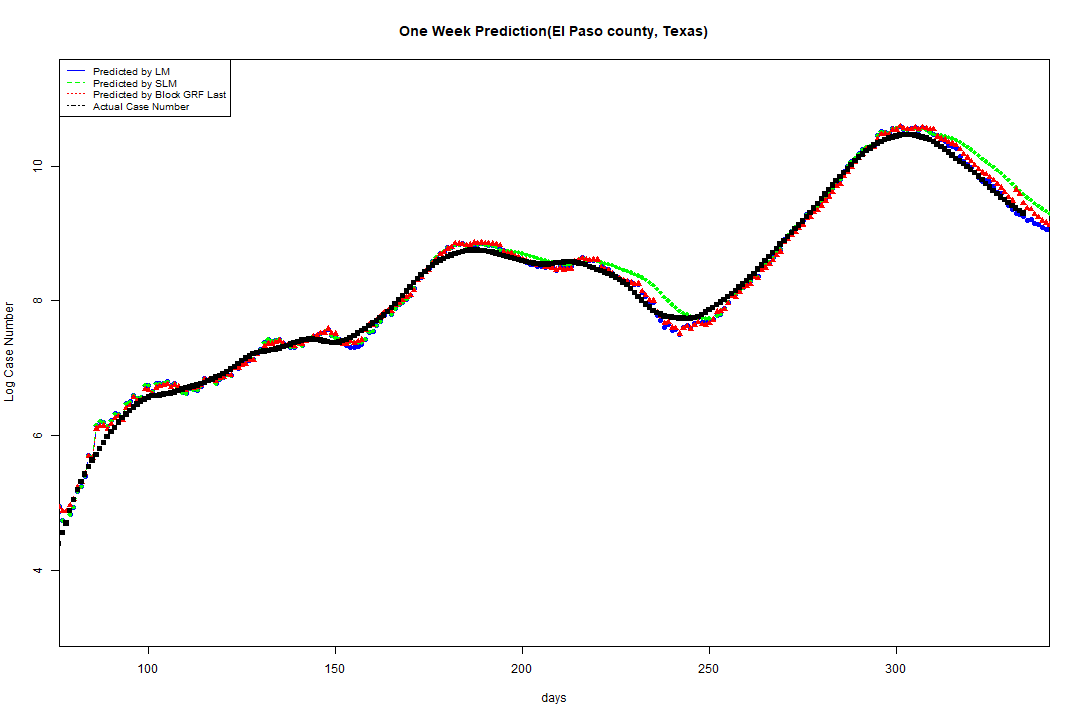 One Week Prediction(El Paso county, Texas)
Predicted by LM
Predicted by SLM
Predicted by Block GRF Last
Actual Case Number
Log Case Number
10
8
6
4
100
150
200
250
300
days